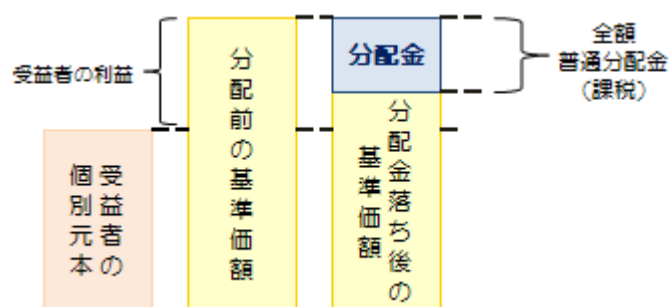 受益者の利益
受益者の
個別元本
分配前の基準価額
分配金
分配金落ち後の
基準価額
全額
普通分配金
(課税)